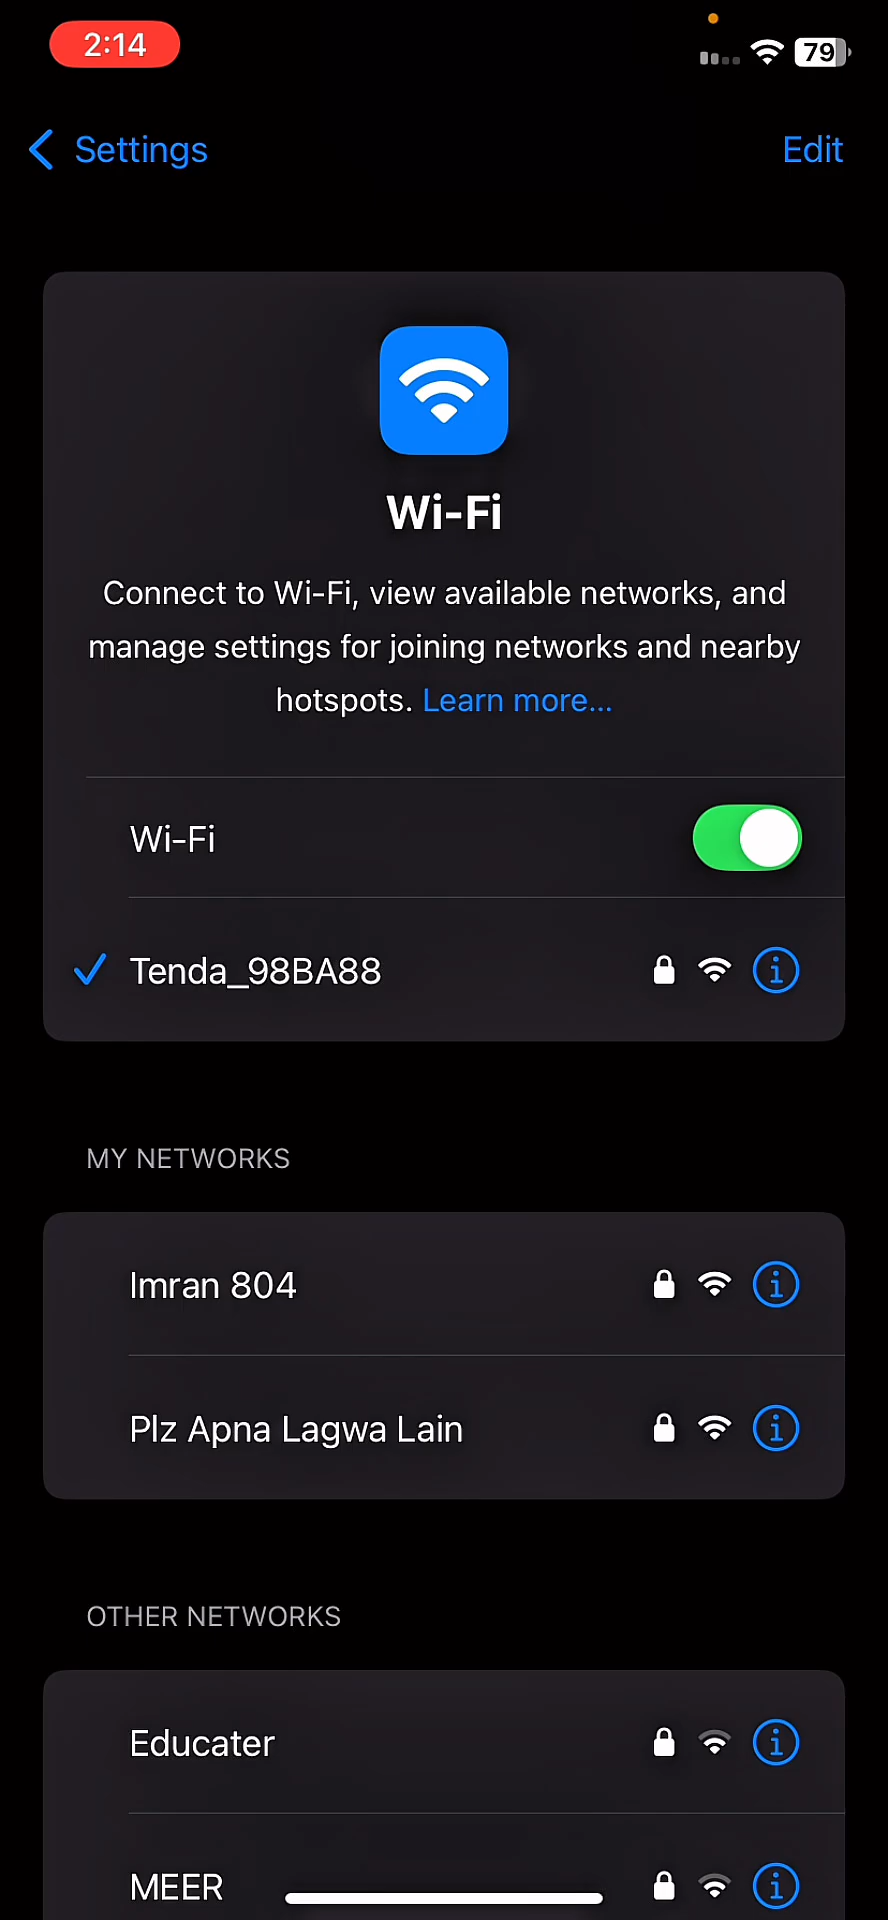 2:14
79
Settings
Edit
Wi-Fi
Connect to Wi-Fi, view available networks, and
manage settings for joining networks and nearby
hotspots. Learn more...
Wi-Fi
Tenda_98BA88
MY NETWORKS
Imran 804
Plz Apna Lagwa Lain
OTHER NETWORKS
Educater
MEER